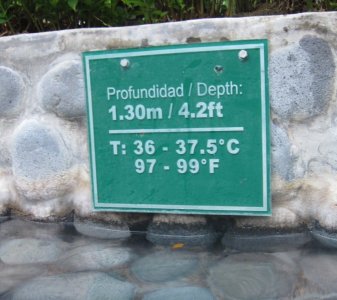 Profundidad / Depth:
1.30m / 4.2ft
T: 36 - 37.5°C
97 - 99°F